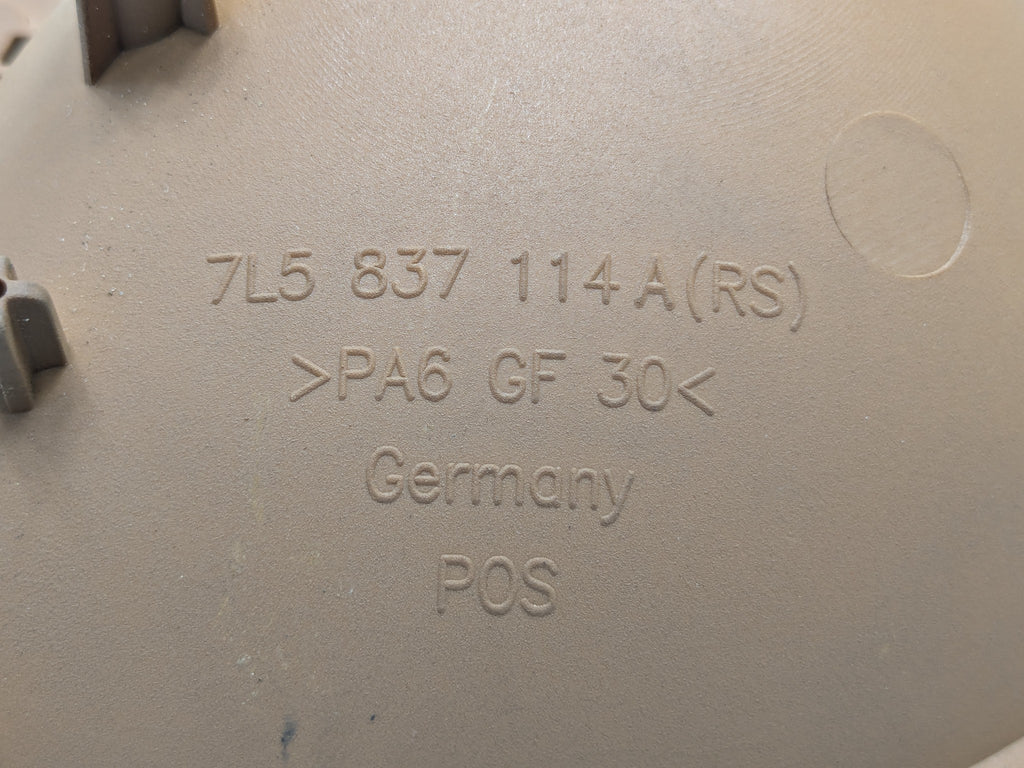 7L5 837 114 A (RS)
>PA6 GF 30<
Germany
POS